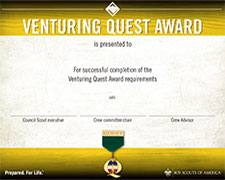 VENTURING QUEST AWARD
is presented to
For successful completion of the
Venturing Quest Award requirements
on
Council Scout executive Crew committee chair Crew Advisor
Q
Prepared. For Life.™ BOY SCOUTS OF AMERICA